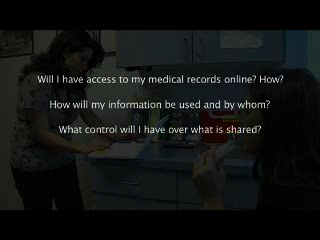 Will I have access to my medical records online? How?
How will my information be used and by whom?
What control will I have over what is shared?